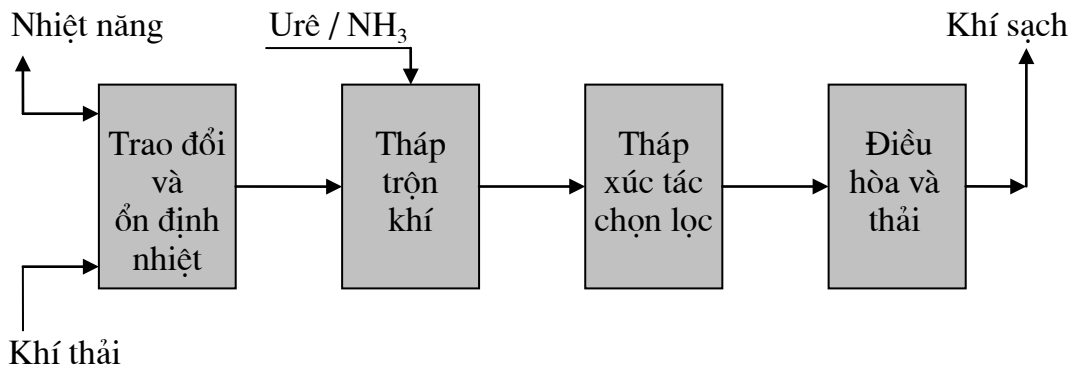 Nhiệt năng
Urê / NH₃
Khí sạch
Trao đổi
và
ổn định
nhiệt
Tháp
trộn
khí
Tháp
xúc tác
chọn lọc
Điều
hòa và
thải
Khí thải